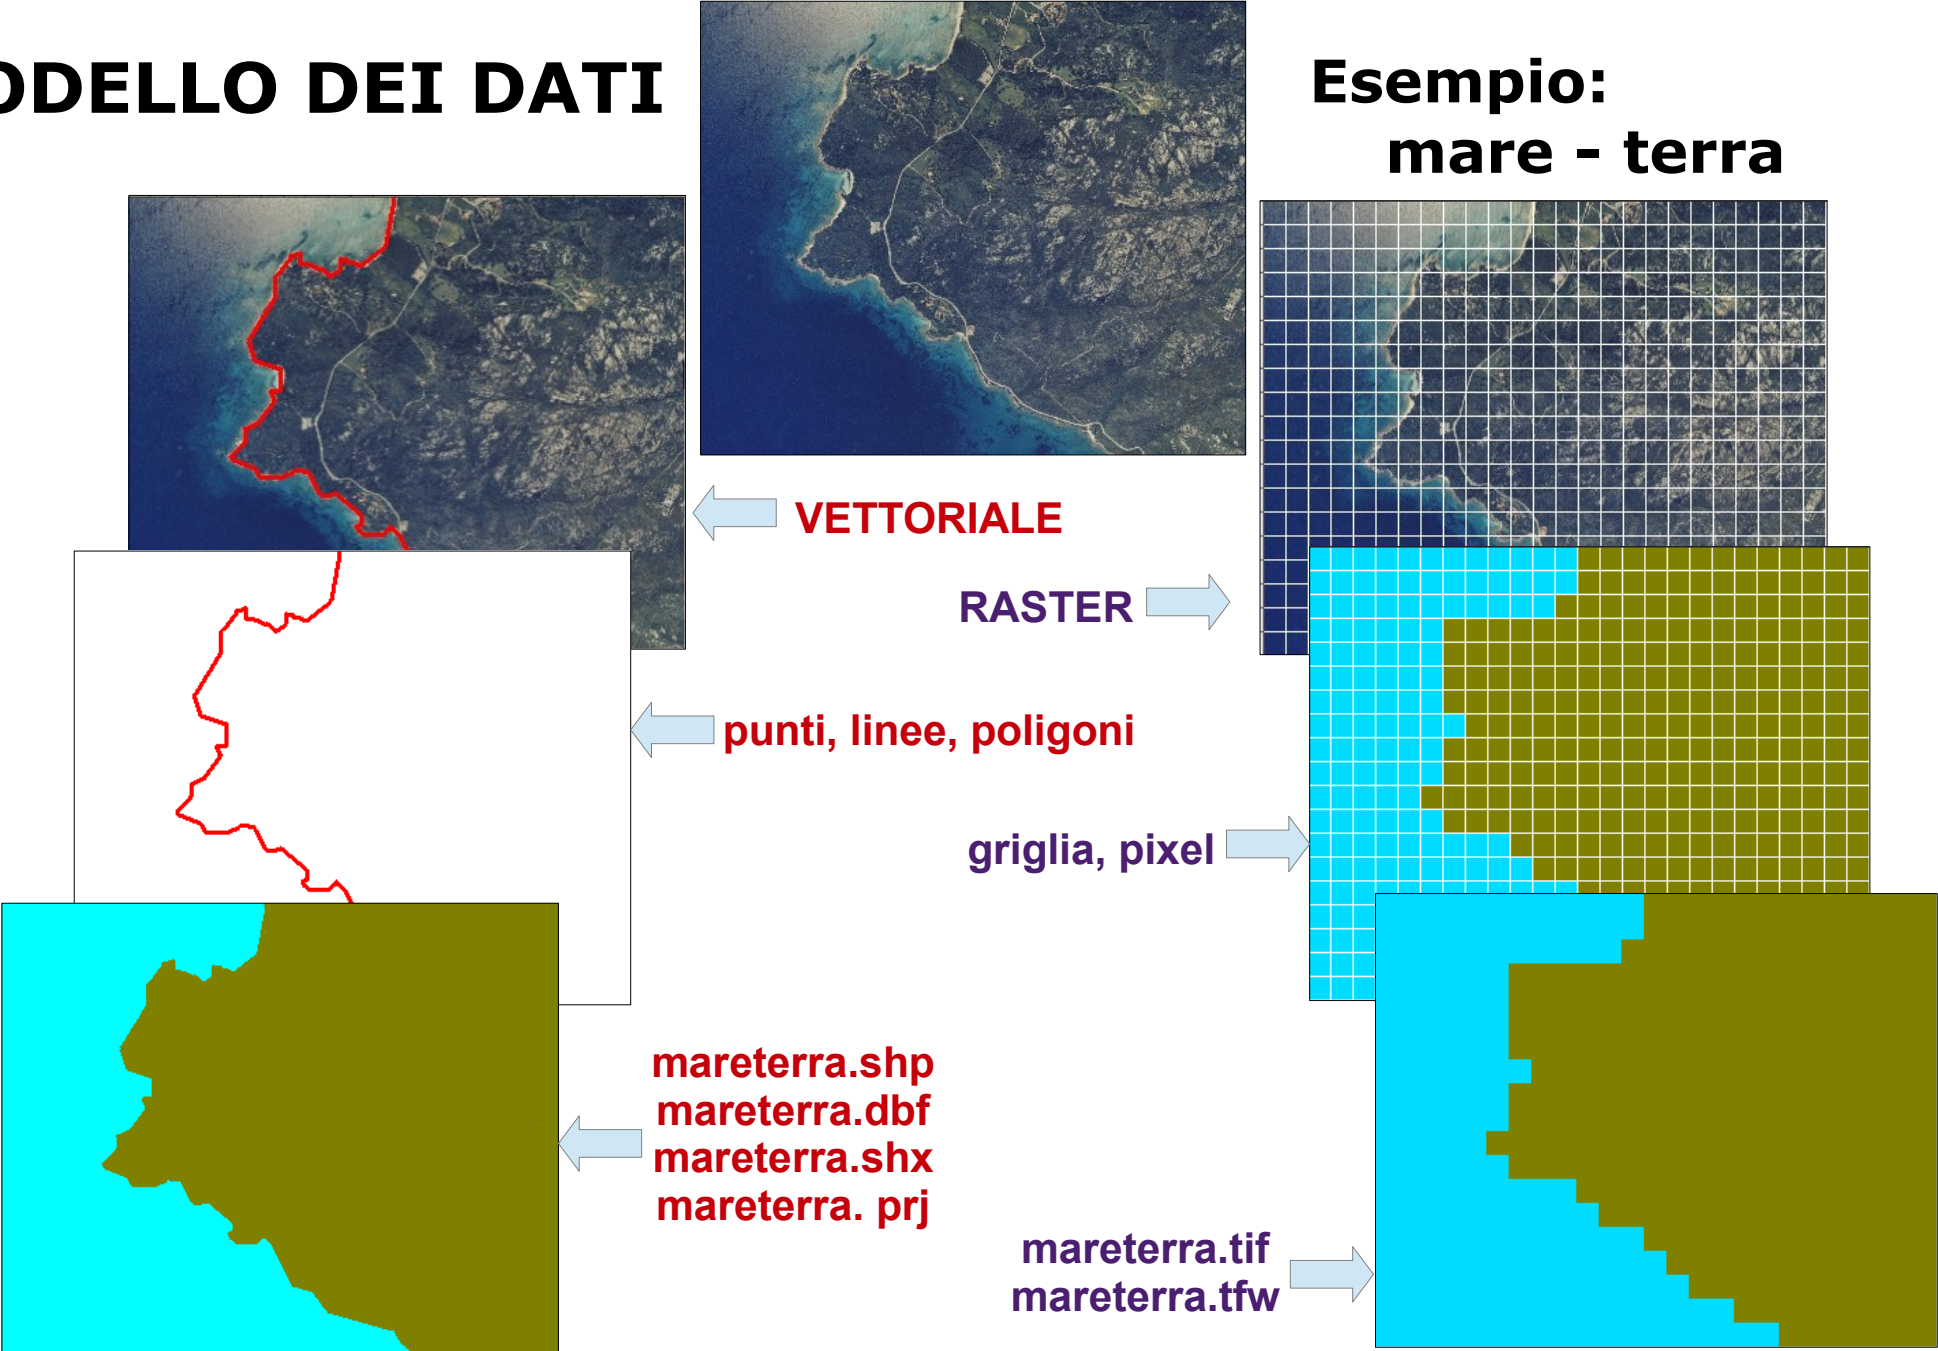 ODELLO DEI DATI
Esempio:
mare - terra
VETTORIALE
RASTER
punti, linee, poligoni
griglia, pixel
mareterra.shp
mareterra.dbf
mareterra.shx
mareterra. prj
mareterra.tif
mareterra.tfw